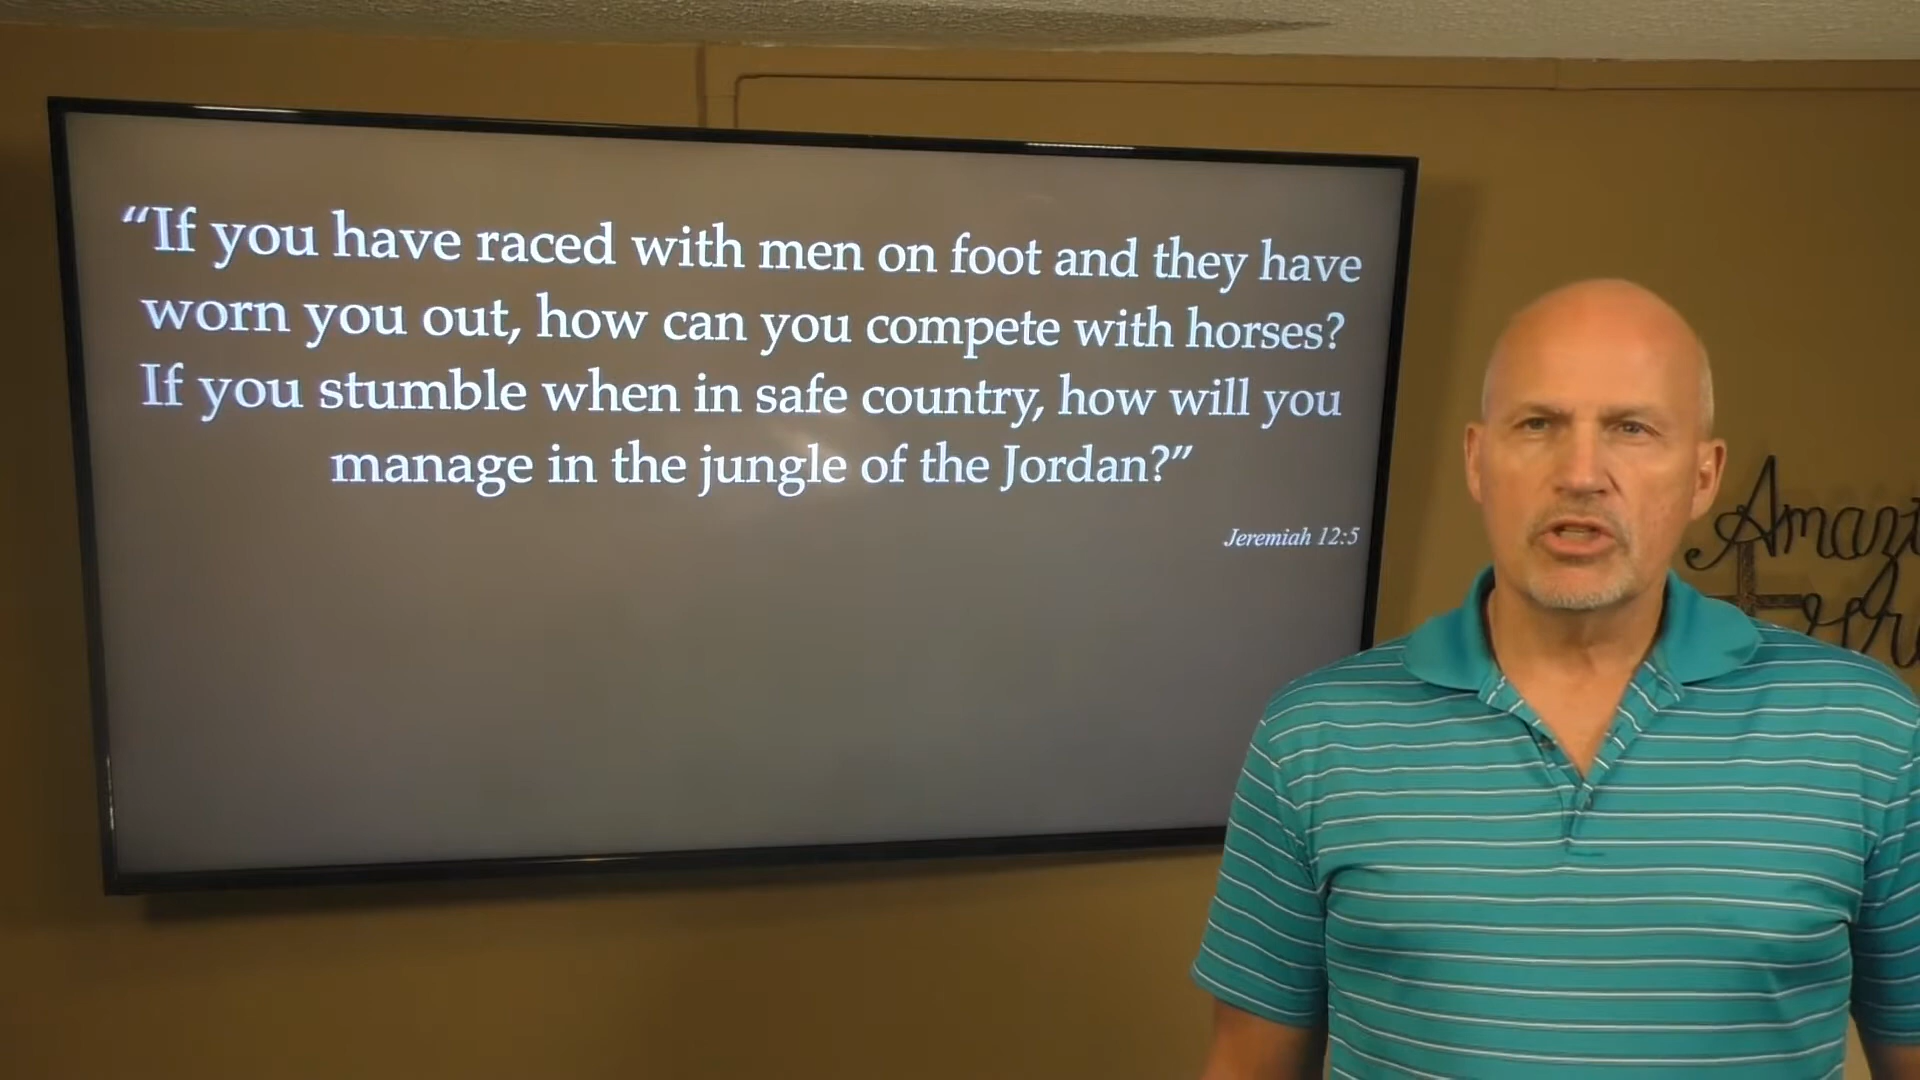 “If you have raced with men on foot and they have
worn you out, how can you compete with horses?
If you stumble when in safe country, how will you
manage in the jungle of the Jordan?”
Jeremiah 12:5